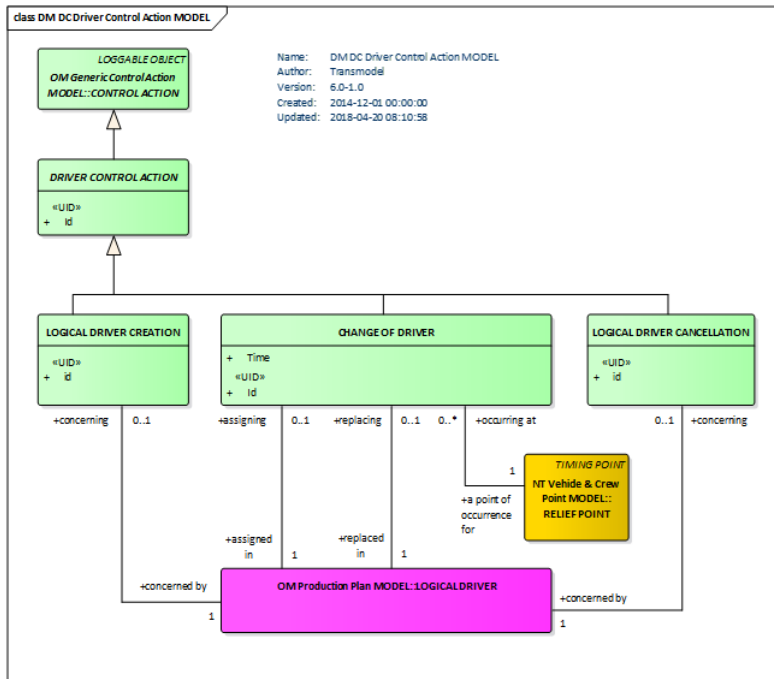 class DM DC Driver Control Action MODEL
LOGGABLE OBJECT
OM Generic Control Action
MODEL::CONTROL ACTION
Name: DM DC Driver Control Action MODEL
Author: Transmodel
Version: 6.0-1.0
Created: 2014-12-01 00:00:00
Updated: 2018-04-20 08:10:58
DRIVER CONTROL ACTION
«UID»
+ Id
LOGICAL DRIVER CREATION
«UID»
+ id
CHANGE OF DRIVER
+ Time
«UID»
+ Id
LOGICAL DRIVER CANCELLATION
«UID»
+ id
+concerning 0..1
+assigning 0..1
+replacing 0..1
0..* +occurring at
0..1 +concerning
1
+a point of
occurrence
for
TIMING POINT
NT Vehicle & Crew
Point MODEL::
RELIEF POINT
+assigned
in 1
+replaced
in 1
+concerned by
1
OM Production Plan MODEL::LOGICAL DRIVER
+concerned by
1